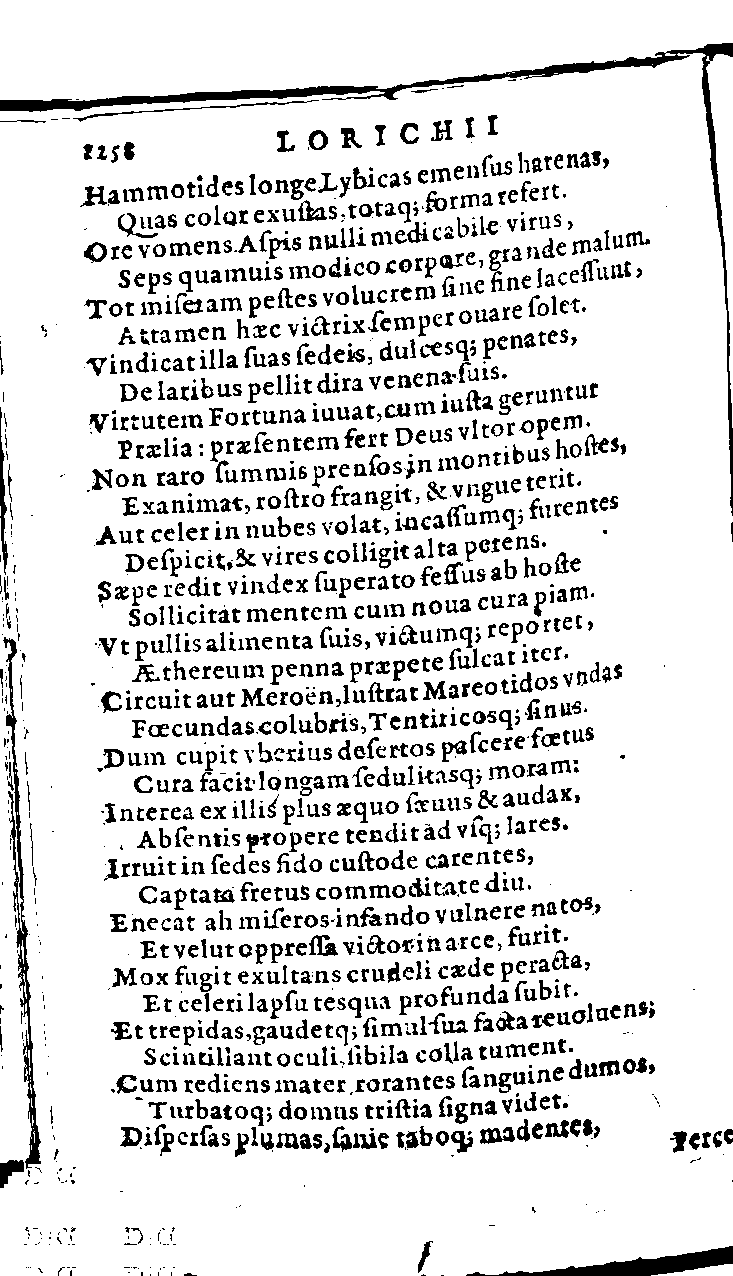 1258 LORICHII
Hammotides longe Lybicas emenſus harenas,
Quas color exuſtas, totaq; forma refert.
Ore vomens Aſpis nulli medicabile virus,
Seps quamuis modico corpore, grande malum.
Tot miſeram peſtes volucrem ſine fine laceſſunt,
Attamen hæc victrix ſemper ouare ſolet.
Vindicat illa ſuas ſedeis, dulcesq; penates,
De laribus pellit dira venena ſuis.
Virtutem Fortuna iuuat, cum iuſta geruntur
Prælia: præſentem fert Deus vltor opem.
Non raro ſummis prenſos in montibus hoſtes,
Exanimat, roſtro frangit, & vngue terit.
Aut celer in nubes volat, incaſſumq; furentes
Deſpicit, & vires colligit alta petens.
Sæpe redit vindex ſuperato feſſus ab hoſte
Sollicitat mentem cum noua cura piam.
Vt pullis alimenta ſuis, victumq; reportet,
Æthereum penna præpete ſulcat iter.
Circuit aut Meroën, luſtrat Mareotidos vndas
Fœcundas colubris, Tentiricosq; ſinus.
Dum cupit vberius deſertos paſcere fœtus
Cura facit longam ſedulitasq; moram:
Interea ex illis plus æquo ſæuus & audax,
Abſentis propere tendit ad vſq; lares.
Irruit in ſedes fido cuſtode carentes,
Captata fretus commoditate diu.
Enecat ah miſeros infando vulnere natos,
Et velut oppreſſa victor in arce, furit.
Mox fugit exultans crudeli cæde peracta,
Et celeri lapſu tesqua profunda ſubit.
Et trepidas, gaudetq; ſimul ſua facta reuoluens;
Scintillant oculi, ſibila colla tument.
Cum rediens mater rorantes ſanguine dumos,
Turbatoq; domus triſtia ſigna videt.
Diſperſas plumas, ſanie taboq; madentes,
Perce